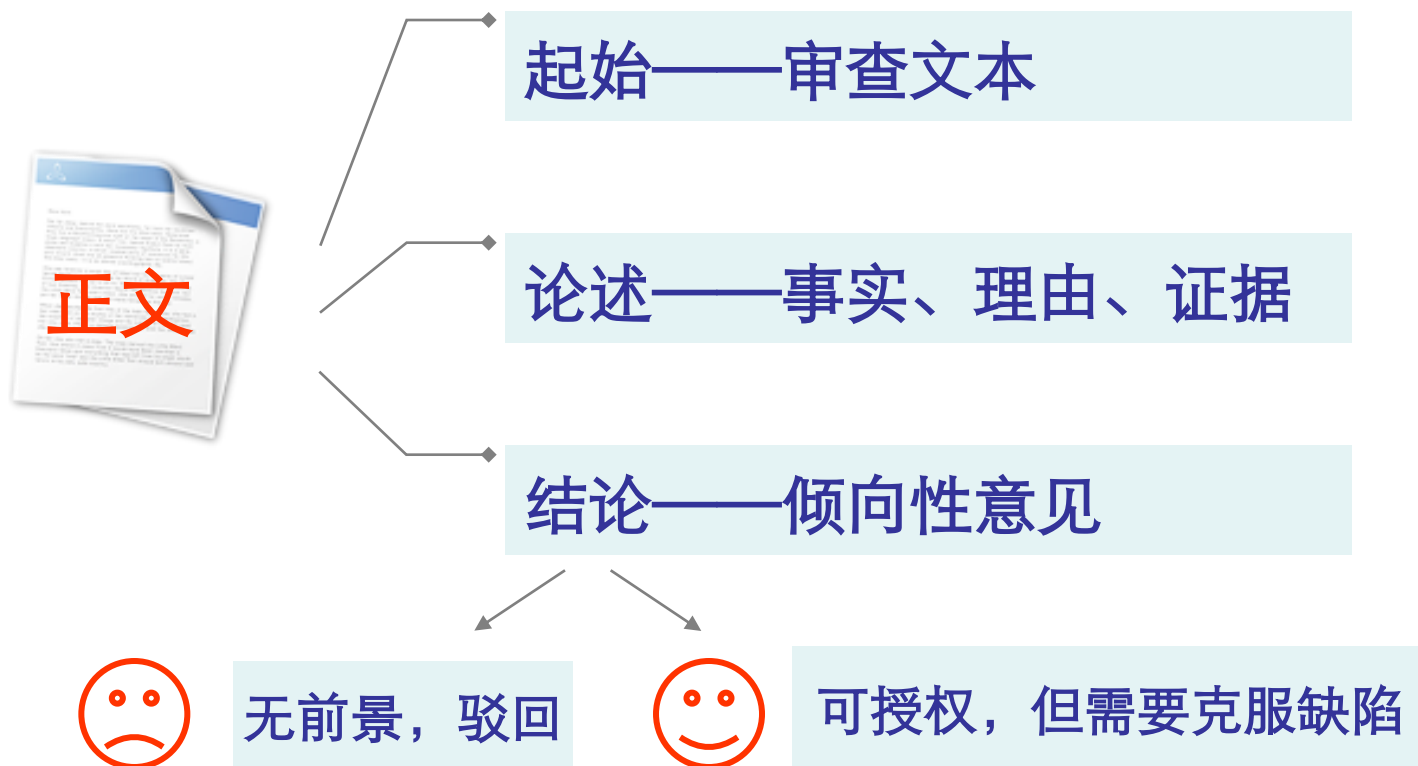 起始——审查文本
正文
论述——事实、理由、证据
结论——倾向性意见
无前景，驳回
可授权，但需要克服缺陷